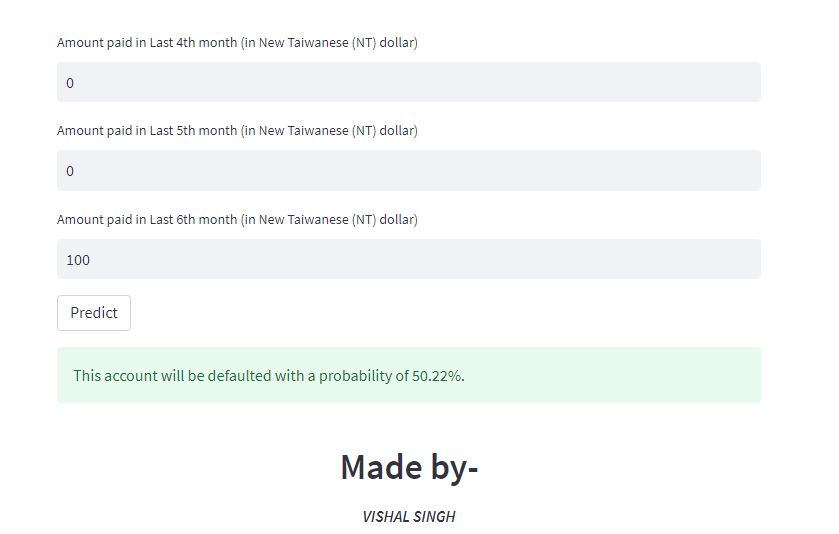 Amount paid in Last 4th month (in New Taiwanese (NT) dollar)
0
Amount paid in Last 5th month (in New Taiwanese (NT) dollar)
0
Amount paid in Last 6th month (in New Taiwanese (NT) dollar)
100
Predict
This account will be defaulted with a probability of 50.22%.
Made by-
VISHAL SINGH